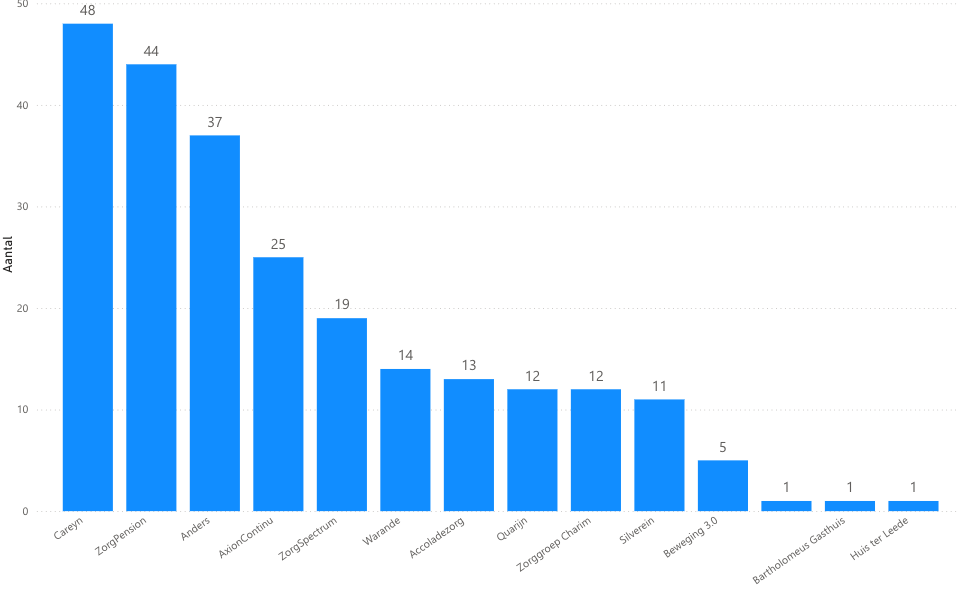 50
40
30
20
10
0
Aantal
48
44
37
25
19
14
13
12
12
11
5
1
1
1
Careyn
ZorgPension
Anders
AxionContinu
ZorgSpectrum
Warande
Accoladezorg
Quarijn
Zorggroep Charim
Silverein
Beweging 3.0
Bartholomeus Gasthuis
Huis ter Leede